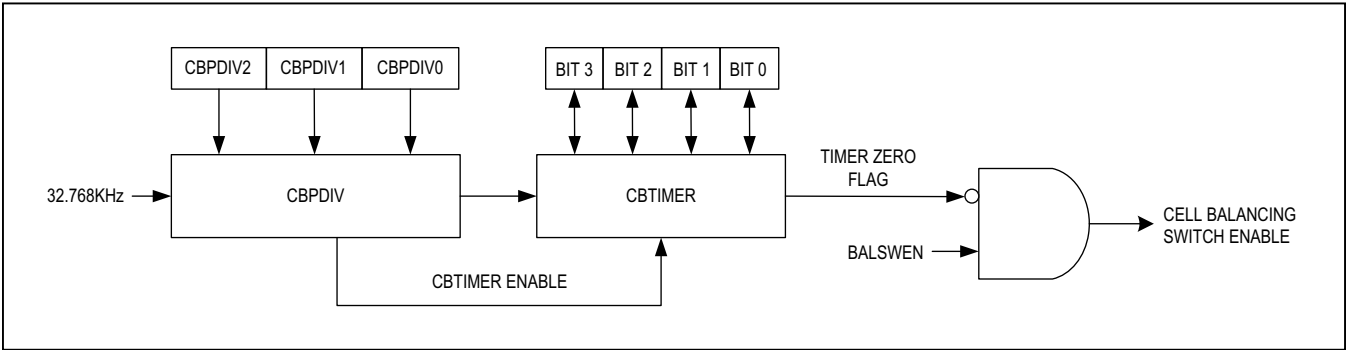 CBPDIV2 CBPDIV1 CBPDIV0 BIT 3 BIT 2 BIT 1 BIT 0
32.768KHz
CBPDIV
CBTIMER
TIMER ZERO
FLAG
BALSWEN
CELL BALANCING
SWITCH ENABLE
CBTIMER ENABLE